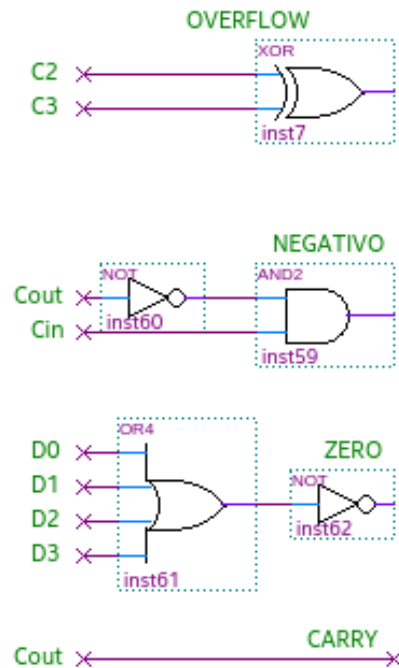 OVERFLOW
XOR
C2
C3
inst7
NEGATIVO
NOT
AND2
Cout
Cin
inst60
inst59
OR4
D0
D1
D2
D3
ZERO
NOT
inst62
inst61
CARRY
Cout